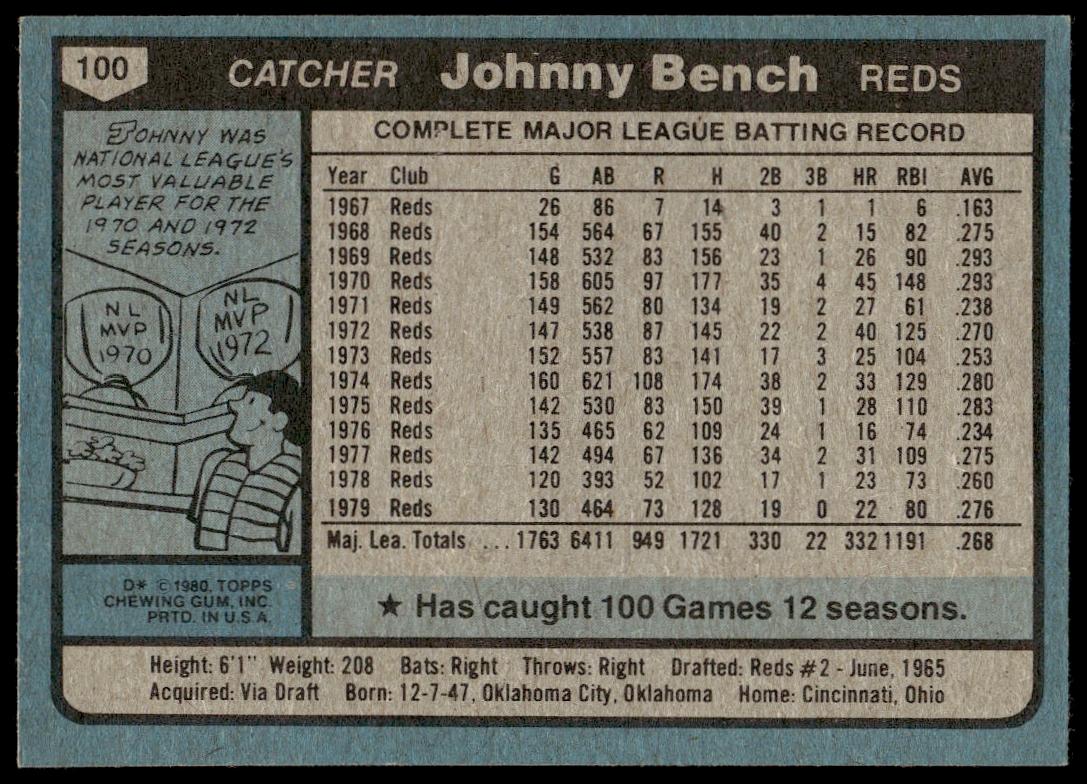 100 CATCHER Johnny Bench REDS
JOHNNY WAS
NATIONAL LEAGUE'S
MOST VALUABLE
PLAYER FOR THE
1970 AND 1972
SEASONS.
NL
MVP
1970
NL
MVP
1972
D* © 1980, TOPPS
CHEWING GUM, INC.
PRTD. IN U.S.A.
COMPLETE MAJOR LEAGUE BATTING RECORD
Year Club G AB R H 2B 3B HR RBI AVG
1967 Reds 26 86 7 14 3 1 1 6 .163
1968 Reds 154 564 67 155 40 2 15 82 .275
1969 Reds 148 532 83 156 23 1 26 90 .293
1970 Reds 158 605 97 177 35 4 45 148 .293
1971 Reds 149 562 80 134 19 2 27 61 .238
1972 Reds 147 538 87 145 22 2 40 125 .270
1973 Reds 152 557 83 141 17 3 25 104 .253
1974 Reds 160 621 108 174 38 2 33 129 .280
1975 Reds 142 530 83 150 39 1 28 110 .283
1976 Reds 135 465 62 109 24 1 16 74 .234
1977 Reds 142 494 67 136 34 2 31 109 .275
1978 Reds 120 393 52 102 17 1 23 73 .260
1979 Reds 130 464 73 128 19 0 22 80 .276
Maj. Lea. Totals ... 1763 6411 949 1721 330 22 332 1191 .268
★ Has caught 100 Games 12 seasons.
Height: 6'1" Weight: 208 Bats: Right Throws: Right Drafted: Reds #2 - June, 1965
Acquired: Via Draft Born: 12-7-47, Oklahoma City, Oklahoma Home: Cincinnati, Ohio